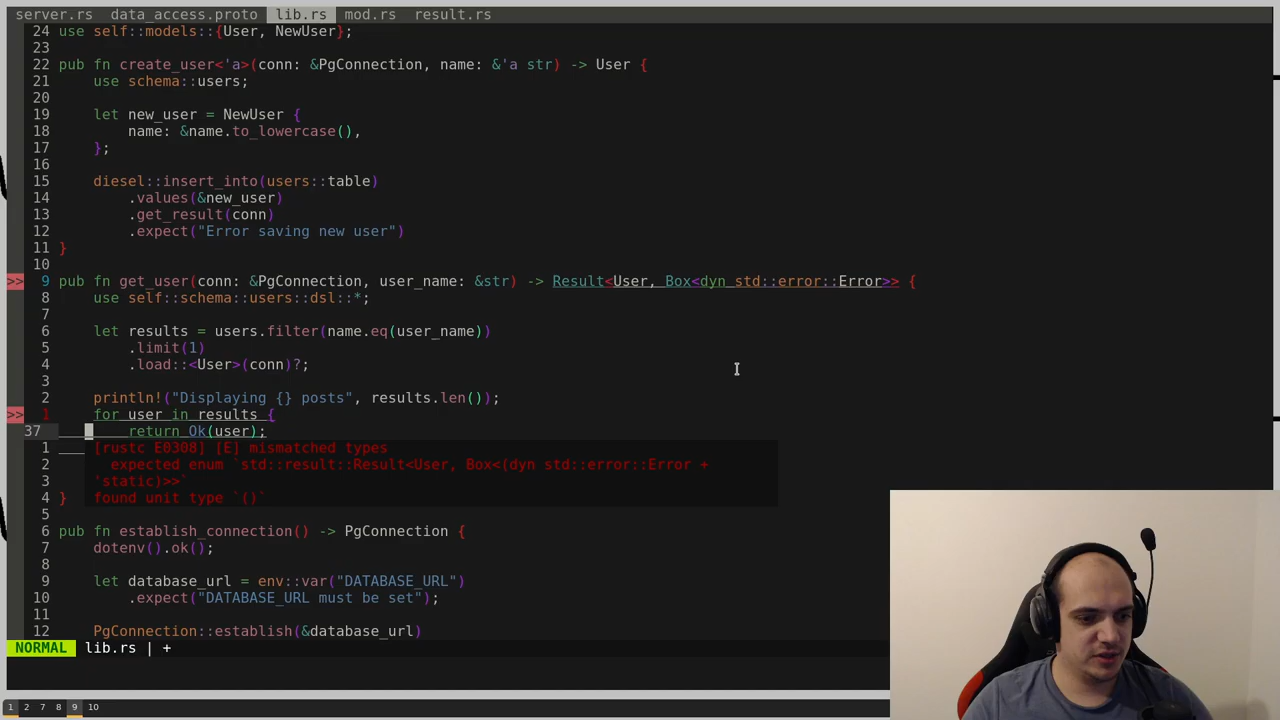 server.rs data_access.proto lib.rs mod.rs result.rs
24 use self::models::{User, NewUser};
23
22 pub fn create_user<'a>(conn: &PgConnection, name: &'a str) -> User {
21 use schema::users;
20
19 let new_user = NewUser {
18 name: &name.to_lowercase(),
17 };
16
15 diesel::insert_into(users::table)
14 .values(&new_user)
13 .get_result(conn)
12 .expect("Error saving new user")
11 }
10
>> 9 pub fn get_user(conn: &PgConnection, user_name: &str) -> Result<User, Box<dyn std::error::Error>> {
8 use self::schema::users::dsl::*;
7
6 let results = users.filter(name.eq(user_name))
5 .limit(1)
4 .load::<User>(conn)?;
3
2 println!("Displaying {} posts", results.len());
>> 1 for user in results {
37 return Ok(user);
1 [rustc E0308] [E] mismatched types
2 expected enum `std::result::Result<User, Box<(dyn std::error::Error +
3 'static)>>`
4 } found unit type `()`
5
6 pub fn establish_connection() -> PgConnection {
7 dotenv().ok();
8
9 let database_url = env::var("DATABASE_URL")
10 .expect("DATABASE_URL must be set");
11
12 PgConnection::establish(&database_url)
NORMAL lib.rs | +
1 2 7 8 9 10